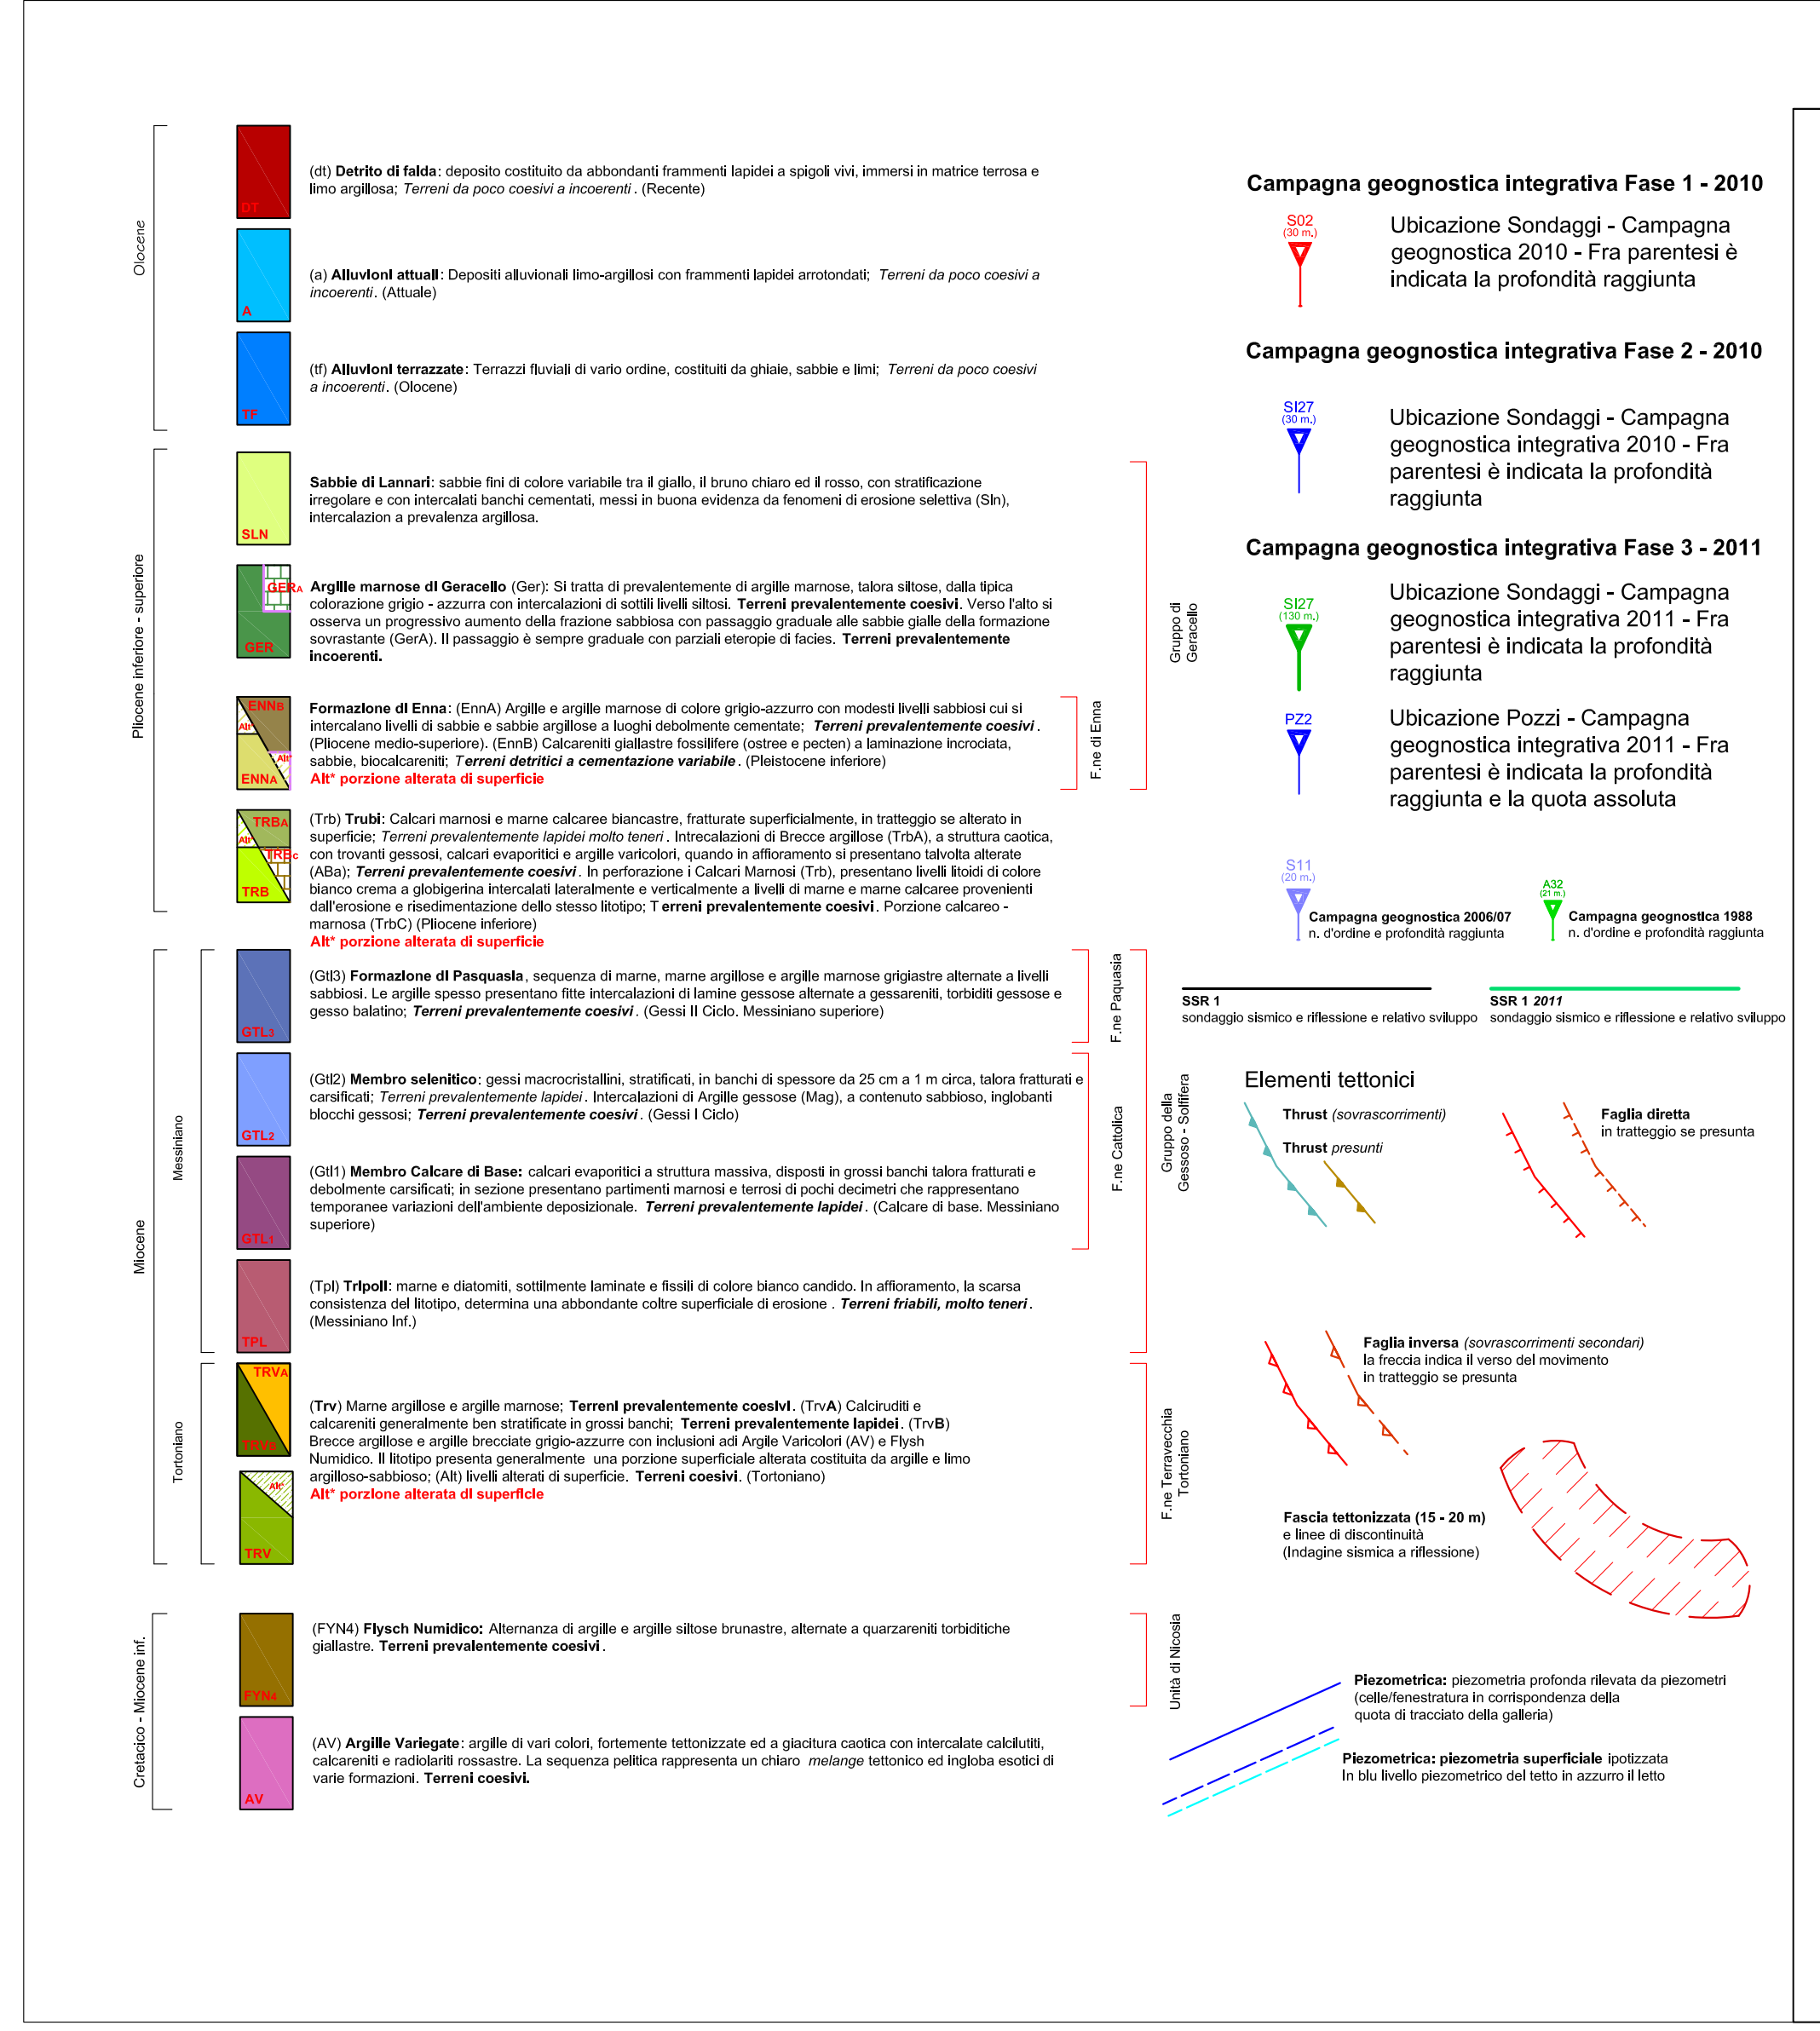 Olocene
DT
(dt) Detrito di falda: deposito costituito da abbondanti frammenti lapidei a spigoli vivi, immersi in matrice terrosa e
limo argillosa; Terreni da poco coesivi a incoerenti. (Recente)
A
(a) Alluvioni attuali: Depositi alluvionali limo-argillosi con frammenti lapidei arrotondati; Terreni da poco coesivi a
incoerenti. (Attuale)
TF
(tf) Alluvioni terrazzate: Terrazzi fluviali di vario ordine, costituiti da ghiaie, sabbie e limi; Terreni da poco coesivi
a incoerenti. (Olocene)
Pliocene inferiore - superiore
SLN
Sabbie di Lannari: sabbie fini di colore variabile tra il giallo, il bruno chiaro ed il rosso, con stratificazione
irregolare e con intercalati banchi cementati, messi in buona evidenza da fenomeni di erosione selettiva (Sln),
intercalazion a prevalenza argillosa.
GERA
GER
Argille marnose di Geracello (Ger): Si tratta di prevalentemente di argille marnose, talora siltose, dalla tipica
colorazione grigio - azzurra con intercalazioni di sottili livelli siltosi. Terreni prevalentemente coesivi. Verso l'alto si
osserva un progressivo aumento della frazione sabbiosa con passaggio graduale alle sabbie gialle della formazione
sovrastante (GerA). Il passaggio è sempre graduale con parziali eteropie di facies. Terreni prevalentemente
incoerenti.
Gruppo di
Geracello
ENNB
Alt*
Alt*
ENNA
Formazione di Enna: (EnnA) Argille e argille marnose di colore grigio-azzurro con modesti livelli sabbiosi cui si
intercalano livelli di sabbie e sabbie argillose a luoghi debolmente cementate; Terreni prevalentemente coesivi.
(Pliocene medio-superiore). (EnnB) Calcareniti giallastre fossilifere (ostree e pecten) a laminazione incrociata,
sabbie, biocalcareniti; Terreni detritici a cementazione variabile. (Pleistocene inferiore)
Alt* porzione alterata di superficie
F.ne di Enna
TRBA
Alt*
TRBC
TRB
(Trb) Trubi: Calcari marnosi e marne calcaree biancastre, fratturate superficialmente, in tratteggio se alterato in
superficie; Terreni prevalentemente lapidei molto teneri. Intrecalazioni di Brecce argillose (TrbA), a struttura caotica,
con trovanti gessosi, calcari evaporitici e argille varicolori, quando in affioramento si presentano talvolta alterate
(ABa); Terreni prevalentemente coesivi. In perforazione i Calcari Marnosi (Trb), presentano livelli litoidi di colore
bianco crema a globigerina intercalati lateralmente e verticalmente a livelli di marne e marne calcaree provenienti
dall'erosione e risedimentazione dello stesso litotipo; Terreni prevalentemente coesivi. Porzione calcareo -
marnosa (TrbC) (Pliocene inferiore)
Alt* porzione alterata di superficie
Miocene
Messiniano
GTL3
(Gtl3) Formazione di Pasquasia, sequenza di marne, marne argillose e argille marnose grigiastre alternate a livelli
sabbiosi. Le argille spesso presentano fitte intercalazioni di lamine gessose alternate a gessareniti, torbiditi gessose e
gesso balatino; Terreni prevalentemente coesivi. (Gessi II Ciclo. Messiniano superiore)
F.ne Paquasia
GTL2
(Gtl2) Membro selenitico: gessi macrocristallini, stratificati, in banchi di spessore da 25 cm a 1 m circa, talora fratturati e
carsificati; Terreni prevalentemente lapidei. Intercalazioni di Argille gessose (Mag), a contenuto sabbioso, inglobanti
blocchi gessosi; Terreni prevalentemente coesivi. (Gessi I Ciclo)
F.ne Cattolica
Gruppo della
Gessoso - Solfifera
GTL1
(Gtl1) Membro Calcare di Base: calcari evaporitici a struttura massiva, disposti in grossi banchi talora fratturati e
debolmente carsificati; in sezione presentano partimenti marnosi e terrosi di pochi decimetri che rappresentano
temporanee variazioni dell'ambiente deposizionale. Terreni prevalentemente lapidei. (Calcare di base. Messiniano
superiore)
TPL
(Tpl) Tripoli: marne e diatomiti, sottilmente laminate e fissili di colore bianco candido. In affioramento, la scarsa
consistenza del litotipo, determina una abbondante coltre superficiale di erosione . Terreni friabili, molto teneri.
(Messiniano Inf.)
Tortoniano
TRVA
TRVB
Alt*
TRV
(Trv) Marne argillose e argille marnose; Terreni prevalentemente coesivi. (TrvA) Calciruditi e
calcareniti generalmente ben stratificate in grossi banchi; Terreni prevalentemente lapidei. (TrvB)
Brecce argillose e argille brecciate grigio-azzurre con inclusioni adi Argile Varicolori (AV) e Flysh
Numidico. Il litotipo presenta generalmente una porzione superficiale alterata costituita da argille e limo
argilloso-sabbioso; (Alt) livelli alterati di superficie. Terreni coesivi. (Tortoniano)
Alt* porzione alterata di superficie
F.ne Terravecchia
Tortoniano
Cretacico - Miocene inf.
FYN4
(FYN4) Flysch Numidico: Alternanza di argille e argille siltose brunastre, alternate a quarzareniti torbiditiche
giallastre. Terreni prevalentemente coesivi.
Unità di Nicosia
AV
(AV) Argille Variegate: argille di vari colori, fortemente tettonizzate ed a giacitura caotica con intercalate calcilutiti,
calcareniti e radiolariti rossastre. La sequenza pelitica rappresenta un chiaro melange tettonico ed ingloba esotici di
varie formazioni. Terreni coesivi.
Campagna geognostica integrativa Fase 1 - 2010
S02
(30 m.)
Ubicazione Sondaggi - Campagna
geognostica 2010 - Fra parentesi è
indicata la profondità raggiunta
Campagna geognostica integrativa Fase 2 - 2010
SI27
(30 m.)
Ubicazione Sondaggi - Campagna
geognostica integrativa 2010 - Fra
parentesi è indicata la profondità
raggiunta
Campagna geognostica integrativa Fase 3 - 2011
SI27
(130 m.)
Ubicazione Sondaggi - Campagna
geognostica integrativa 2011 - Fra
parentesi è indicata la profondità
raggiunta
PZ2
Ubicazione Pozzi - Campagna
geognostica integrativa 2011 - Fra
parentesi è indicata la profondità
raggiunta e la quota assoluta
S11
(20 m.)
Campagna geognostica 2006/07
n. d'ordine e profondità raggiunta
A32
(21 m.)
Campagna geognostica 1988
n. d'ordine e profondità raggiunta
SSR 1
sondaggio sismico e riflessione e relativo sviluppo
SSR 1 2011
sondaggio sismico e riflessione e relativo sviluppo
Elementi tettonici
Thrust (sovrascorrimenti)
Thrust presunti
Faglia diretta
in tratteggio se presunta
Faglia inversa (sovrascorrimenti secondari)
la freccia indica il verso del movimento
in tratteggio se presunta
Fascia tettonizzata (15 - 20 m)
e linee di discontinuità
(Indagine sismica a riflessione)
Piezometrica: piezometria profonda rilevata da piezometri
(celle/fenestratura in corrispondenza della
quota di tracciato della galleria)
Piezometrica: piezometria superficiale ipotizzata
In blu livello piezometrico del tetto in azzurro il letto